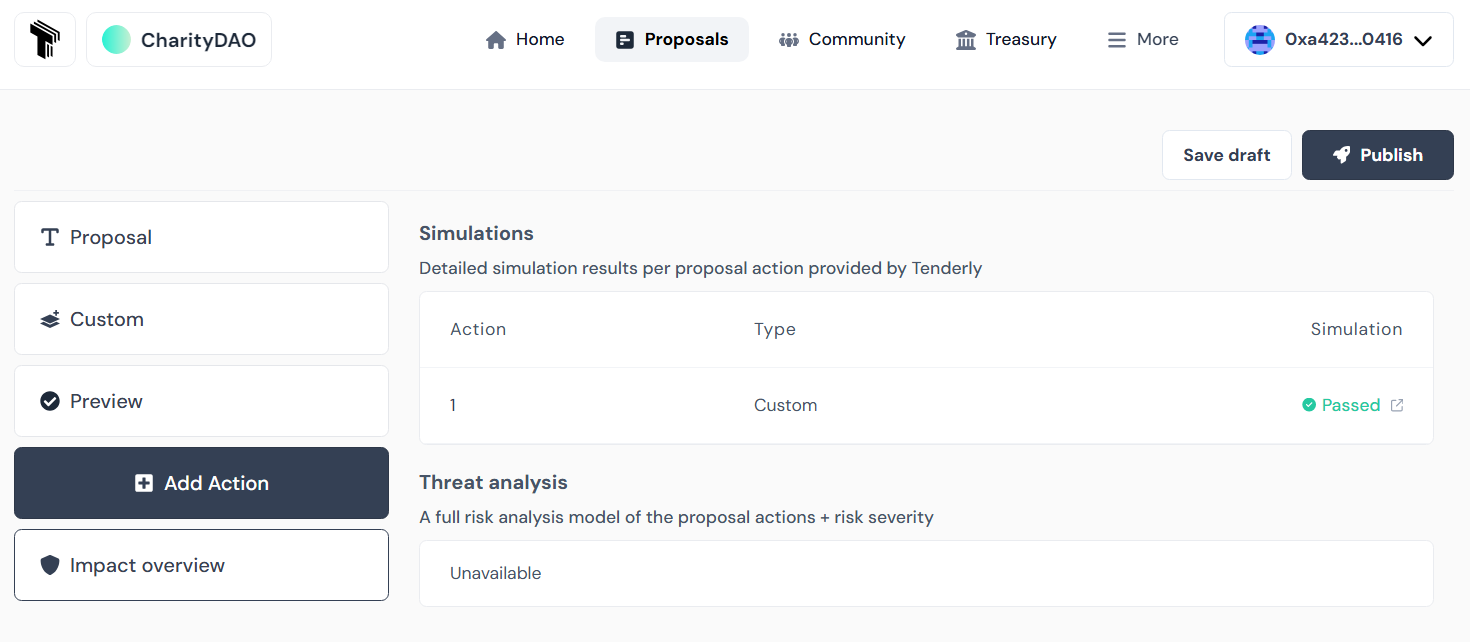 CharityDAO
Home
Proposals
Community
Treasury
More
0xa423...0416
Save draft
Publish
Proposal
Custom
Preview
Add Action
Impact overview
Simulations
Detailed simulation results per proposal action provided by Tenderly
Action Type Simulation
1 Custom Passed
Threat analysis
A full risk analysis model of the proposal actions + risk severity
Unavailable